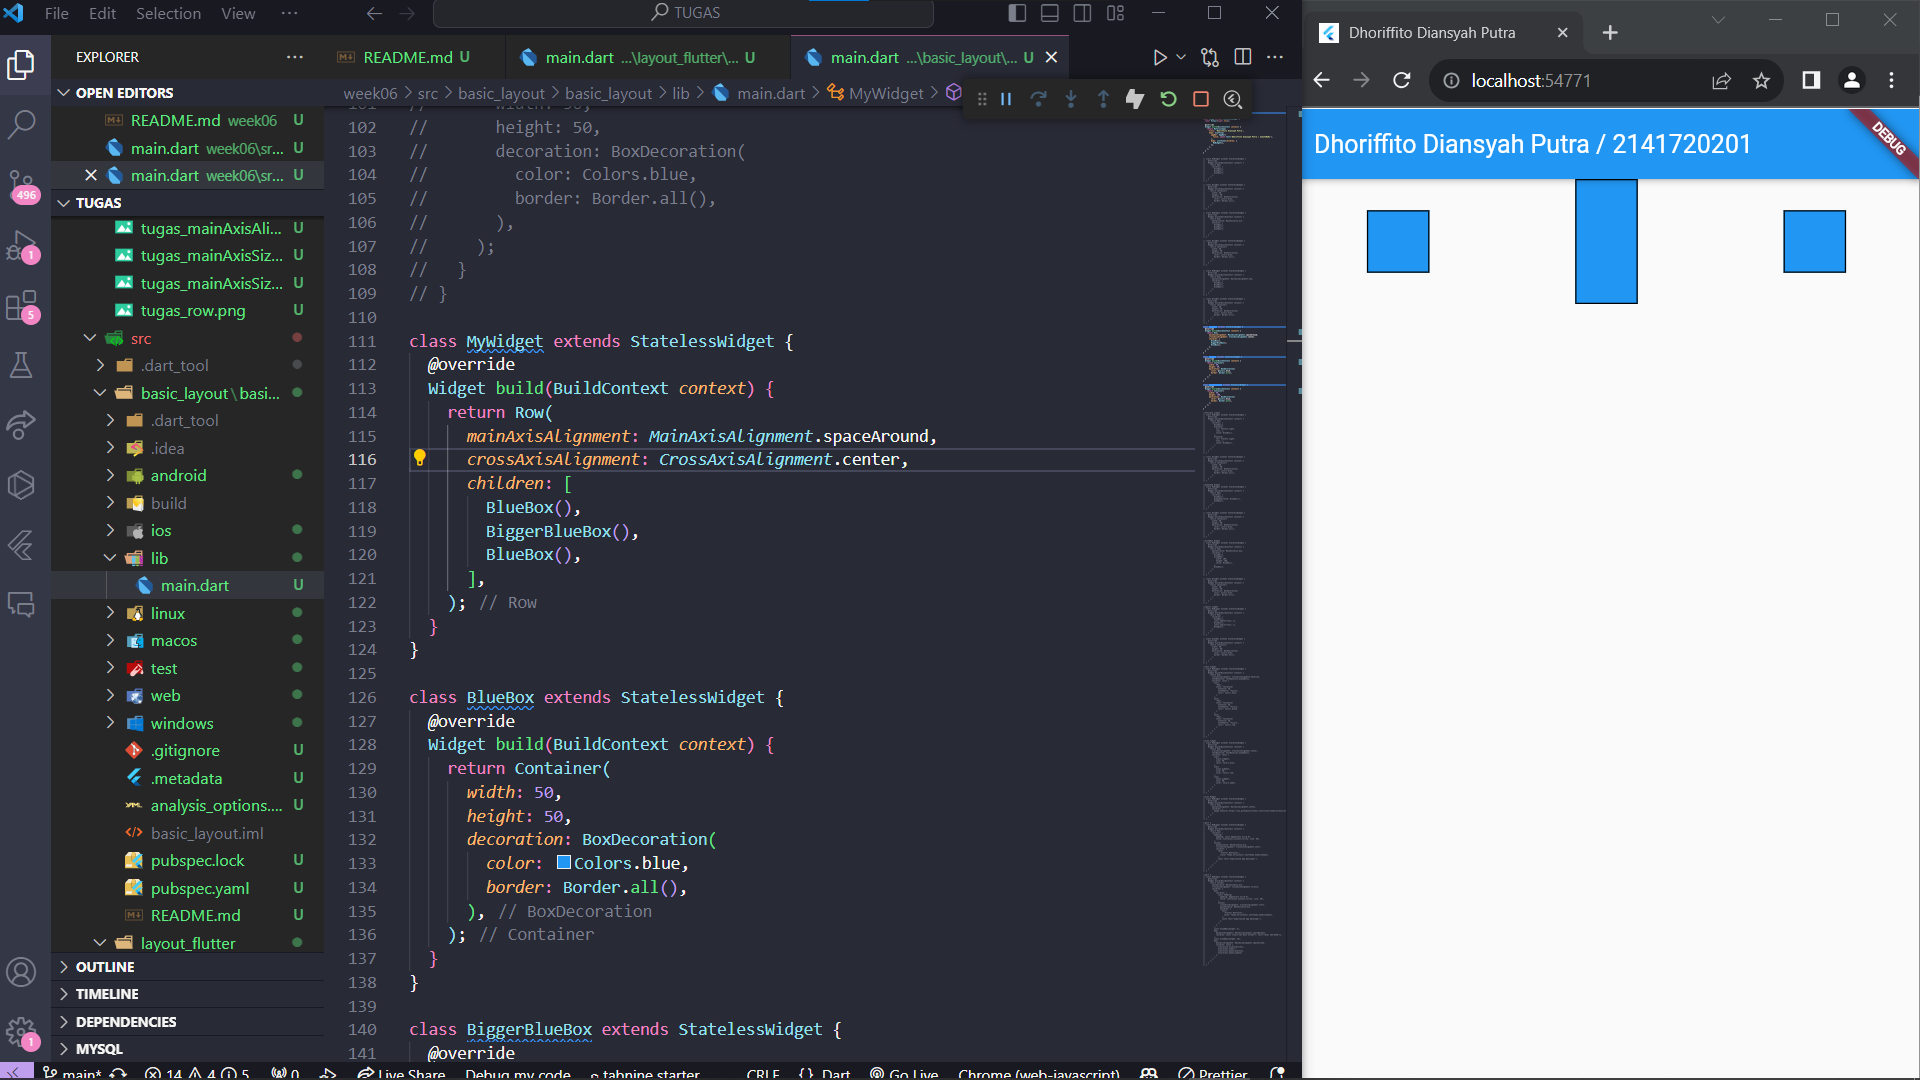 File Edit Selection View ··· TUGAS
EXPLORER
OPEN EDITORS
README.md week06
main.dart week06\sr...
main.dart week06\sr...
TUGAS
tugas_mainAxisAli... U
tugas_mainAxisSiz... U
tugas_mainAxisSiz... U
tugas_row.png U
src
.dart_tool
basic_layout\basi...
.dart_tool
.idea
android
build
ios
lib
main.dart U
linux
macos
test
web
windows
.gitignore U
.metadata U
analysis_options.... U
basic_layout.iml
pubspec.lock U
pubspec.yaml U
README.md U
layout_flutter
OUTLINE
TIMELINE
DEPENDENCIES
MYSQL
496
1
5
1
README.md U main.dart ...\layout_flutter\... U main.dart ...\basic_layout\... U
week06 > src > basic_layout > basic_layout > lib > main.dart > MyWidget >
101 // width: 50,
102 // height: 50,
103 // decoration: BoxDecoration(
104 // color: Colors.blue,
105 // border: Border.all(),
106 // ),
107 // );
108 // }
109 // }
110
111 class MyWidget extends StatelessWidget {
112 @override
113 Widget build(BuildContext context) {
114 return Row(
115 mainAxisAlignment: MainAxisAlignment.spaceAround,
116 crossAxisAlignment: CrossAxisAlignment.center,
117 children: [
118 BlueBox(),
119 BiggerBlueBox(),
120 BlueBox(),
121 ],
122 ); // Row
123 }
124 }
125
126 class BlueBox extends StatelessWidget {
127 @override
128 Widget build(BuildContext context) {
129 return Container(
130 width: 50,
131 height: 50,
132 decoration: BoxDecoration(
133 color: Colors.blue,
134 border: Border.all(),
135 ), // BoxDecoration
136 ); // Container
137 }
138 }
139
140 class BiggerBlueBox extends StatelessWidget {
141 @override
main* 14 4 5 0 Live Share Debug my code tabnine starter CRLF {} Dart Go Live Chrome (web-javascript) Prettier
Dhoriffito Diansyah Putra
localhost:54771
Dhoriffito Diansyah Putra / 2141720201
DEBUG